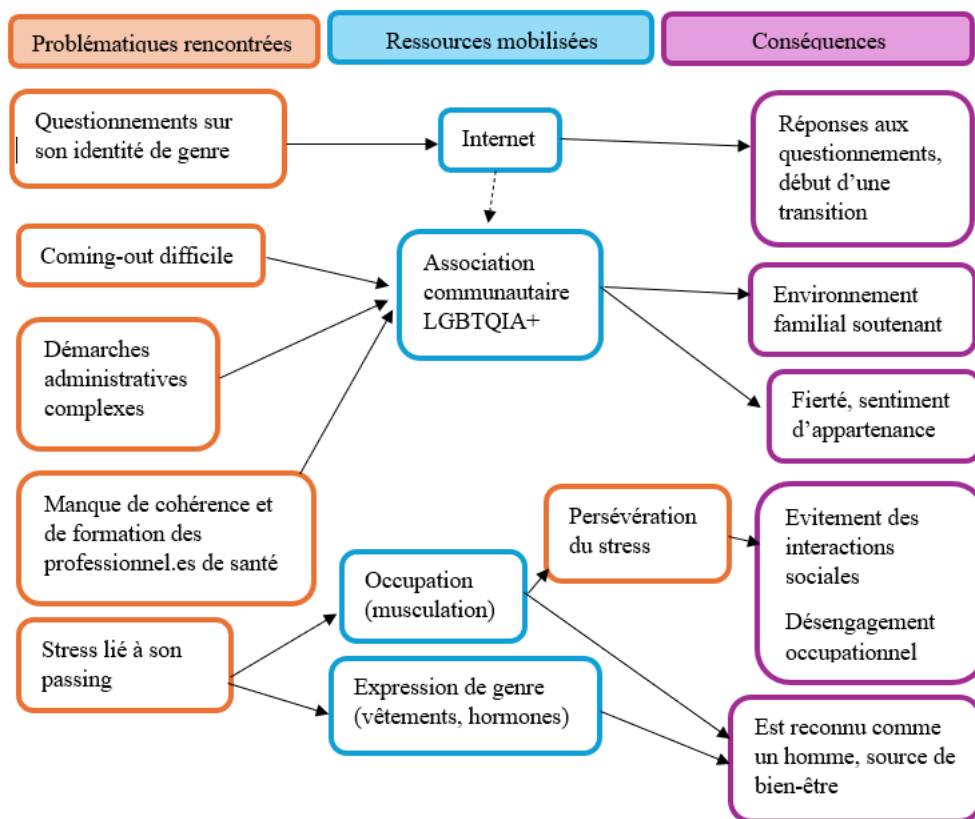 Problématiques rencontrées
Ressources mobilisées
Conséquences
Questionnements sur
son identité de genre
Internet
Réponses aux
questionnements,
début d’une
transition
Coming-out difficile
Association
communautaire
LGBTQIA+
Environnement
familial soutenant
Démarches
administratives
complexes
Fierté, sentiment
d’appartenance
Manque de cohérence et
de formation des
professionnel.es de santé
Persévération
du stress
Evitement des
interactions
sociales
Désengagement
occupationnel
Occupation
(musculation)
Stress lié à son
passing
Expression de genre
(vêtements, hormones)
Est reconnu comme
un homme, source de
bien-être